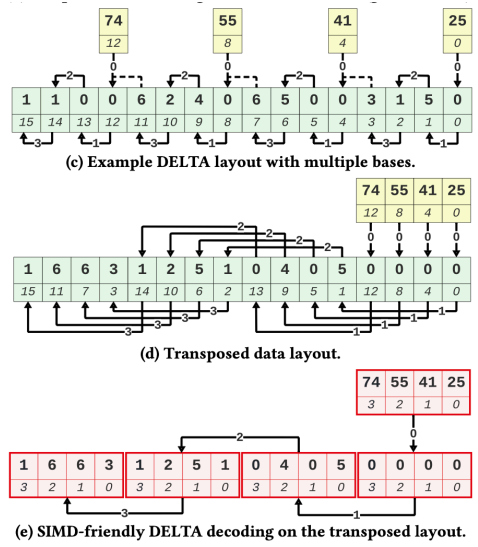 74 55 41 25
12 8 4 0
0 0 0 0
2 2 2 2
1 1 0 0 6 2 4 0 6 5 0 0 3 1 5 0
15 14 13 12 11 10 9 8 7 6 5 4 3 2 1 0
3 1 3 1 3 1 3 1
(c) Example DELTA layout with multiple bases.
74 55 41 25
12 8 4 0
0 0 0 0
2
2
2
2
1 6 6 3 1 2 5 1 0 4 0 5 0 0 0 0
15 11 7 3 14 10 6 2 13 9 5 1 12 8 4 0
3 1
3 1
3 1
3 1
(d) Transposed data layout.
74 55 41 25
3 2 1 0
0
2
1 6 6 3 1 2 5 1 0 4 0 5 0 0 0 0
3 2 1 0 3 2 1 0 3 2 1 0 3 2 1 0
3 1
(e) SIMD-friendly DELTA decoding on the transposed layout.